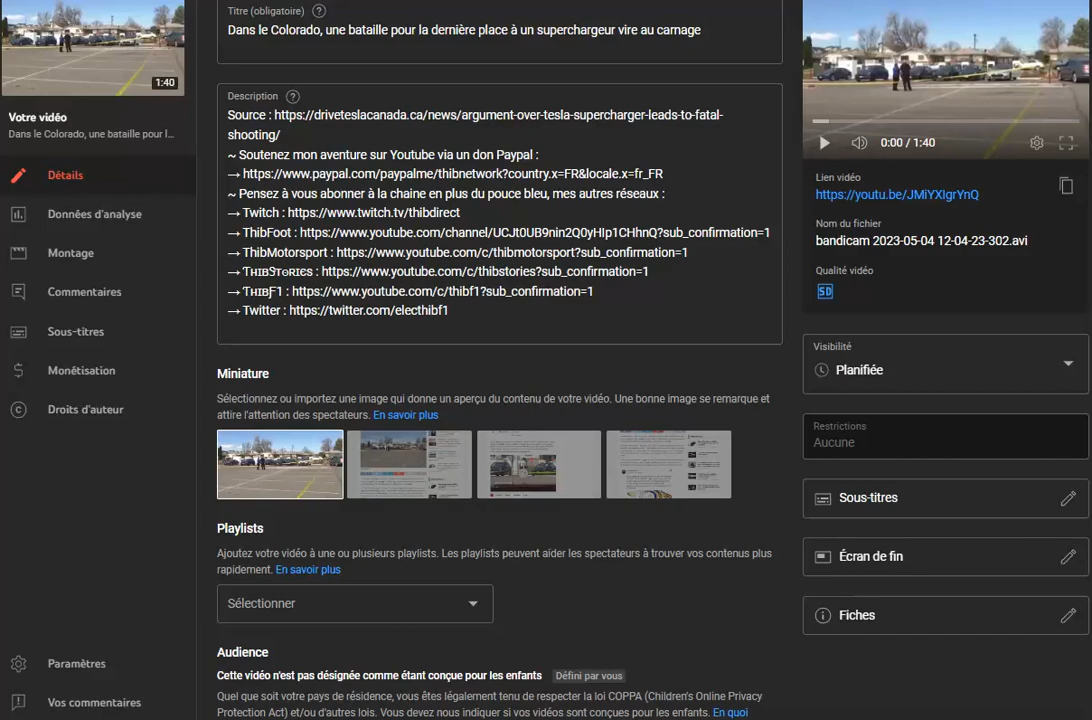 1:40
Votre vidéo
Dans le Colorado, une bataille pour l...
Détails
Données d'analyse
Montage
Commentaires
Sous-titres
Monétisation
Droits d'auteur
Paramètres
Vos commentaires
Titre (obligatoire) ?
Dans le Colorado, une bataille pour la dernière place à un superchargeur vire au carnage
Description ?
Source : https://driveteslacanada.ca/news/argument-over-tesla-supercharger-leads-to-fatal-
shooting/
~ Soutenez mon aventure sur Youtube via un don Paypal :
→ https://www.paypal.com/paypalme/thibnetwork?country.x=FR&locale.x=fr_FR
~ Pensez à vous abonner à la chaine en plus du pouce bleu, mes autres réseaux :
→ Twitch : https://www.twitch.tv/thibdirect
→ ThibFoot : https://www.youtube.com/channel/UCJt0UB9nin2Q0yHIp1CHhnQ?sub_confirmation=1
→ ThibMotorsport : https://www.youtube.com/c/thibmotorsport?sub_confirmation=1
→ ƬʜɪʙSƬᴏʀɪᴇs : https://www.youtube.com/c/thibstories?sub_confirmation=1
→ ƬʜɪʙƑ1 : https://www.youtube.com/c/thibf1?sub_confirmation=1
→ Twitter : https://twitter.com/electhibf1
Miniature
Sélectionnez ou importez une image qui donne un aperçu du contenu de votre vidéo. Une bonne image se remarque et
attire l'attention des spectateurs. En savoir plus
Playlists
Ajoutez votre vidéo à une ou plusieurs playlists. Les playlists peuvent aider les spectateurs à trouver vos contenus plus
rapidement. En savoir plus
Sélectionner
Audience
Cette vidéo n'est pas désignée comme étant conçue pour les enfants Défini par vous
Quel que soit votre pays de résidence, vous êtes légalement tenu de respecter la loi COPPA (Children's Online Privacy
Protection Act) et/ou d'autres lois. Vous devez nous indiquer si vos vidéos sont conçues pour les enfants. En quoi
0:00 / 1:40
Lien vidéo
https://youtu.be/JMiYXIgrYnQ
Nom du fichier
bandicam 2023-05-04 12-04-23-302.avi
Qualité vidéo
SD
Visibilité
Planifiée
Restrictions
Aucune
Sous-titres
Écran de fin
Fiches